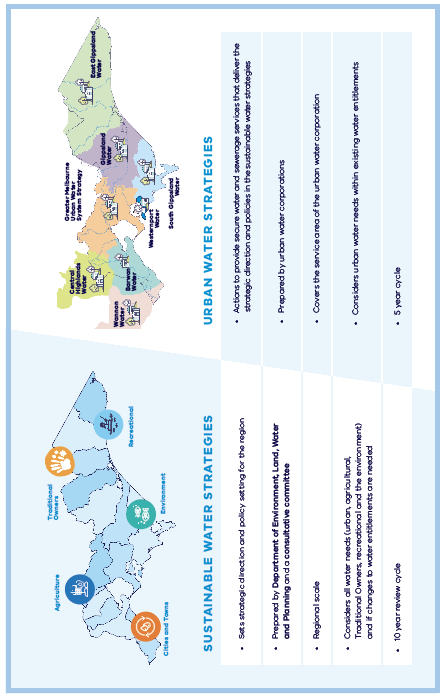 Agriculture
Traditional
Owners
Recreational
Environment
Cities and Towns
SUSTAINABLE WATER STRATEGIES
• Sets strategic direction and policy setting for the region
• Prepared by Department of Environment, Land, Water
and Planning and a consultative committee
• Regional scale
• Considers all water needs (urban, agricultural,
Traditional Owners, recreational and the environment)
and if changes to water entitlements are needed
• 10 year review cycle
Wannon
Water
Central
Highlands
Water
Barwon
Water
Greater Melbourne
Urban Water
System Strategy
Westernport
Water
South Gippsland
Water
Gippsland
Water
East Gippsland
Water
URBAN WATER STRATEGIES
• Actions to provide secure water and sewerage services that deliver the
strategic direction and policies in the sustainable water strategies
• Prepared by urban water corporations
• Covers the service area of the urban water corporation
• Considers urban water needs within existing water entitlements
• 5 year cycle